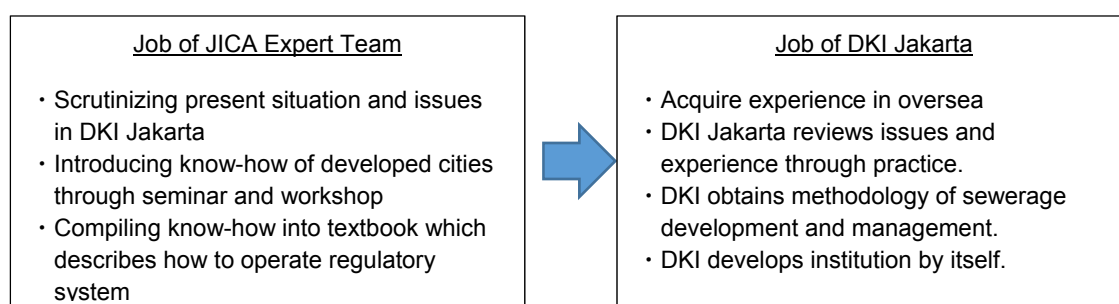 Job of JICA Expert Team
・Scrutinizing present situation and issues
in DKI Jakarta
・Introducing know-how of developed cities
through seminar and workshop
・Compiling know-how into textbook which
describes how to operate regulatory
system
Job of DKI Jakarta
・Acquire experience in oversea
・DKI Jakarta reviews issues and
experience through practice.
・DKI obtains methodology of sewerage
development and management.
・DKI develops institution by itself.